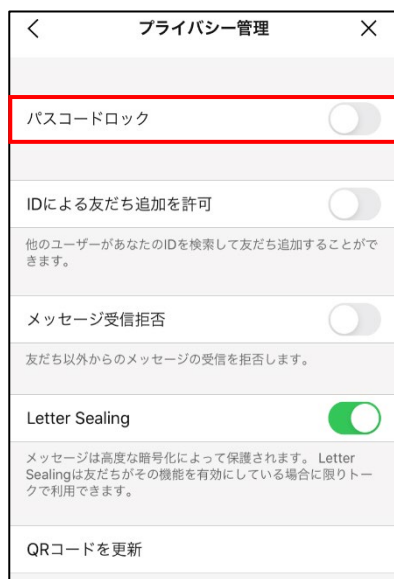 プライバシー管理
パスコードロック
IDによる友だち追加を許可
他のユーザーがあなたのIDを検索して友だち追加することがで
きます。
メッセージ受信拒否
友だち以外からのメッセージの受信を拒否します。
Letter Sealing
メッセージは高度な暗号化によって保護されます。 Letter
Sealingは友だちがその機能を有効にしている場合に限りトー
クで利用できます。
QRコードを更新